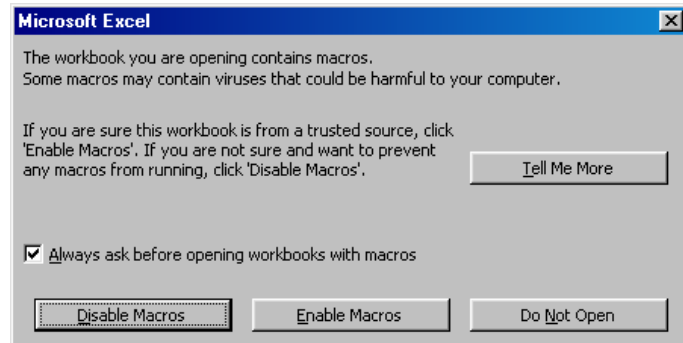 Microsoft Excel
The workbook you are opening contains macros.
Some macros may contain viruses that could be harmful to your computer.
If you are sure this workbook is from a trusted source, click
'Enable Macros'. If you are not sure and want to prevent
any macros from running, click 'Disable Macros'.
Tell Me More
Always ask before opening workbooks with macros
Disable Macros
Enable Macros
Do Not Open